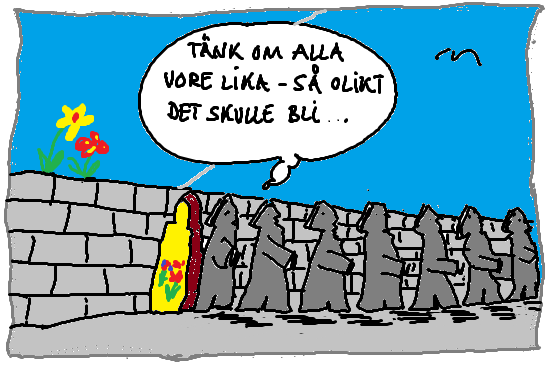 TÄNK OM ALLA
VORE LIKA - SÅ OLIKT
DET SKULLE BLI...